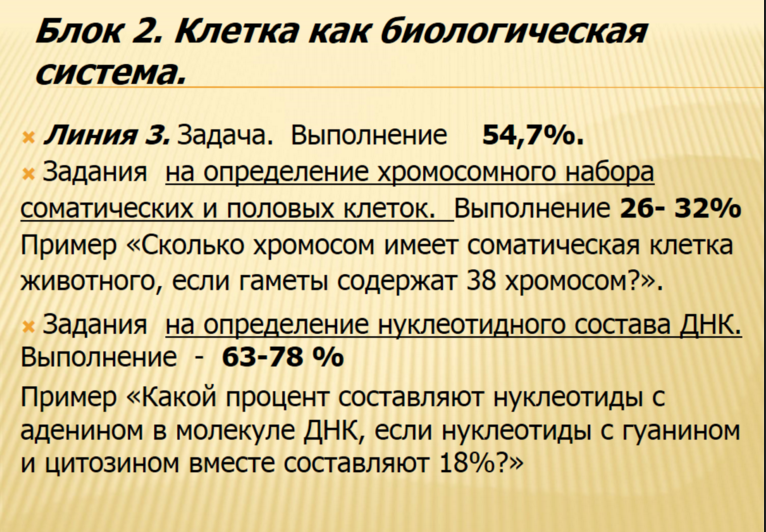 Блок 2. Клетка как биологическая
система.
Линия 3. Задача. Выполнение 54,7%.
Задания на определение хромосомного набора
соматических и половых клеток. Выполнение 26- 32%
Пример «Сколько хромосом имеет соматическая клетка
животного, если гаметы содержат 38 хромосом?».
Задания на определение нуклеотидного состава ДНК.
Выполнение - 63-78 %
Пример «Какой процент составляют нуклеотиды с
аденином в молекуле ДНК, если нуклеотиды с гуанином
и цитозином вместе составляют 18%?»